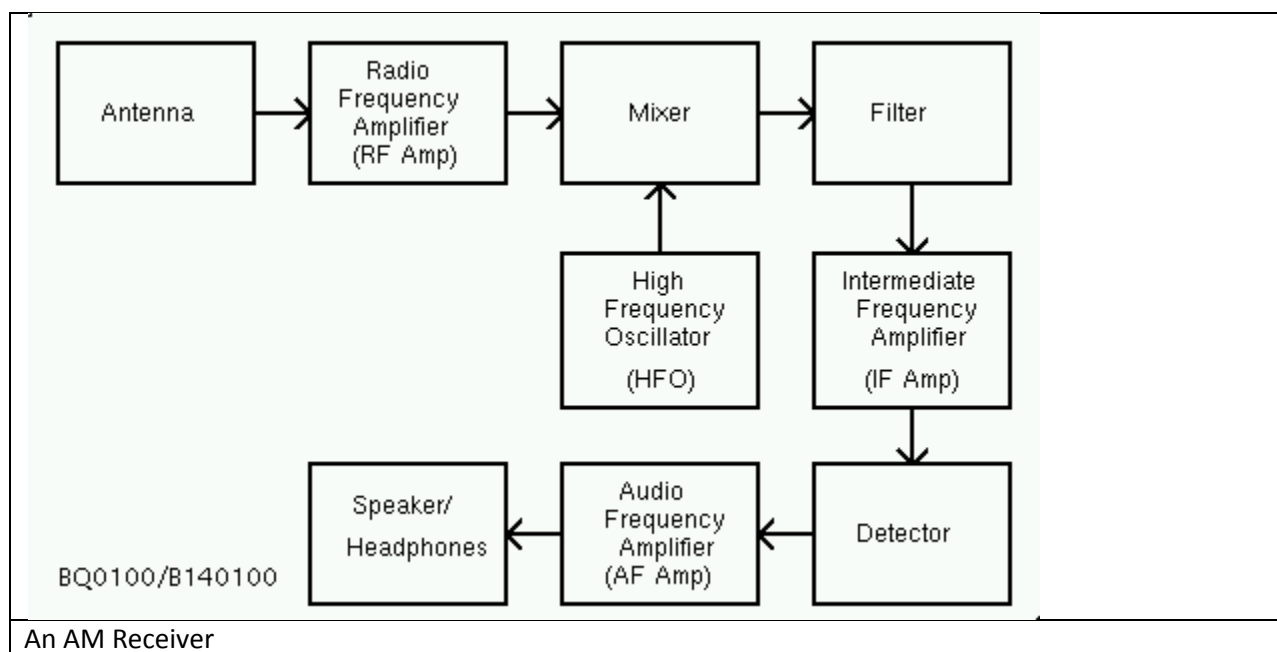 Antenna
Radio
Frequency
Amplifier
(RF Amp)
Mixer
Filter
High
Frequency
Oscillator
(HFO)
Intermediate
Frequency
Amplifier
(IF Amp)
Speaker/
Headphones
Audio
Frequency
Amplifier
(AF Amp)
Detector
BQ0100/B140100
An AM Receiver